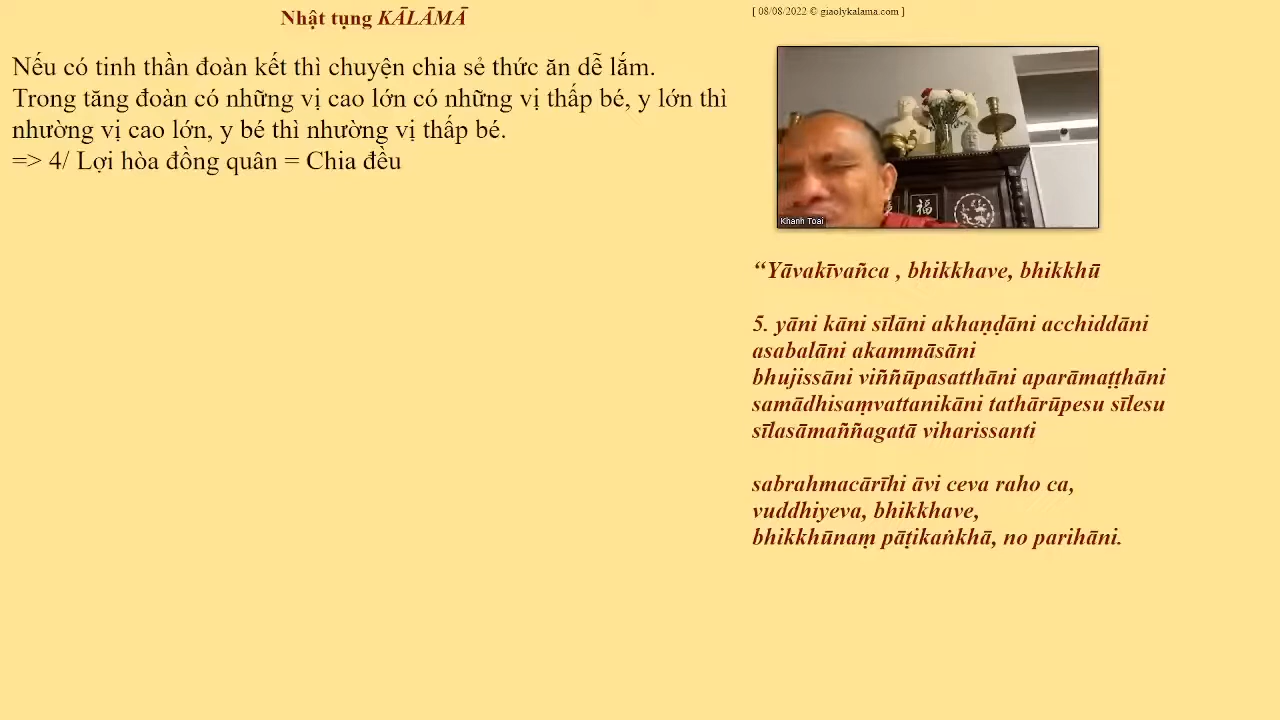 Nhật tụng KĀLĀMĀ
[ 08/08/2022 © giaolykalama.com ]
Nếu có tinh thần đoàn kết thì chuyện chia sẻ thức ăn dễ lắm.
Trong tăng đoàn có những vị cao lớn có những vị thấp bé, y lớn thì
nhường vị cao lớn, y bé thì nhường vị thấp bé.
=> 4/ Lợi hòa đồng quân = Chia đều
福
Khanh Toai
“Yāvakīvañca , bhikkhave, bhikkhū
5. yāni kāni sīlāni akhaṇḍāni acchiddāni
asabalāni akammāsāni
bhujissāni viññūpasatthāni aparāmaṭṭhāni
samādhisaṃvattanikāni tathārūpesu sīlesu
sīlasāmaññagatā viharissanti
sabrahmacārīhi āvi ceva raho ca,
vuddhiyeva, bhikkhave,
bhikkhūnaṃ pāṭikaṅkhā, no parihāni.